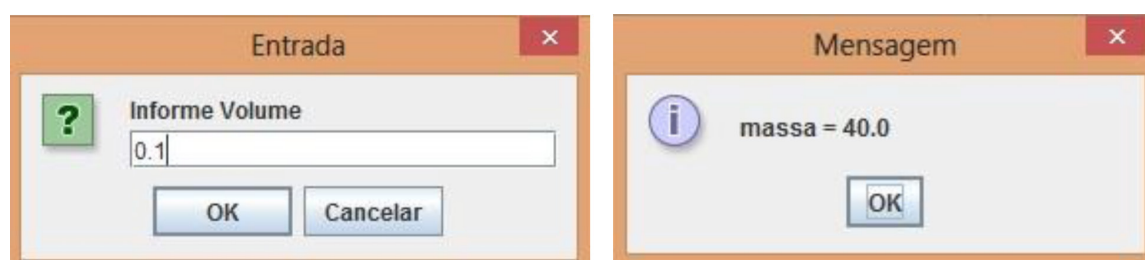 Entrada
×
?
Informe Volume
0.1
OK Cancelar
Mensagem
×
i
massa = 40.0
OK